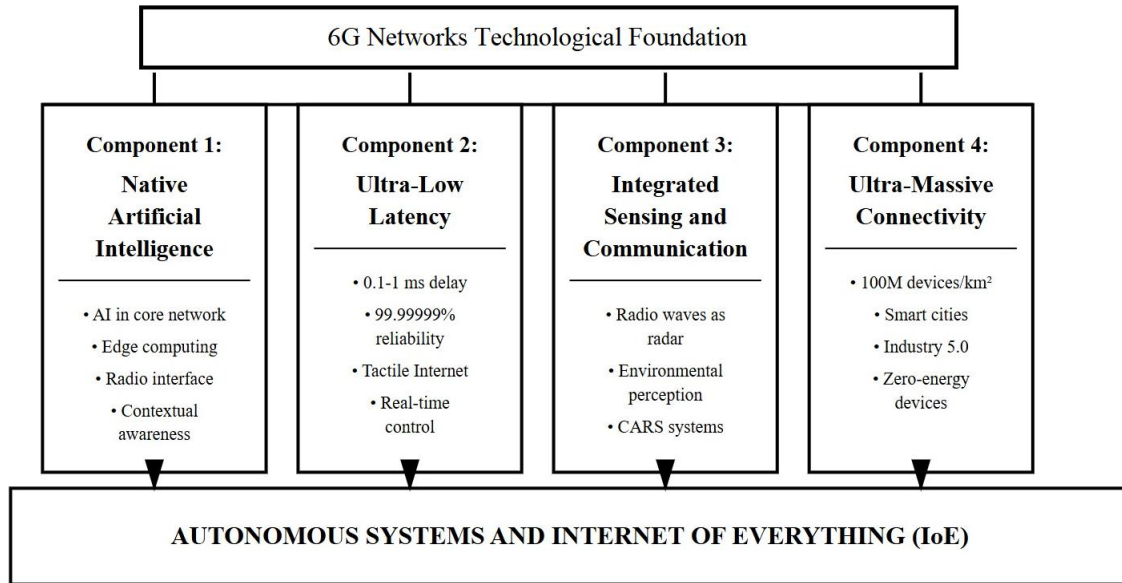 6G Networks Technological Foundation
Component 1:
Native
Artificial
Intelligence
• AI in core network
• Edge computing
• Radio interface
• Contextual
awareness
Component 2:
Ultra-Low
Latency
• 0.1-1 ms delay
• 99.99999%
reliability
• Tactile Internet
• Real-time
control
Component 3:
Integrated
Sensing and
Communication
• Radio waves as
radar
• Environmental
perception
• CARS systems
Component 4:
Ultra-Massive
Connectivity
• 100M devices/km²
• Smart cities
• Industry 5.0
• Zero-energy
devices
AUTONOMOUS SYSTEMS AND INTERNET OF EVERYTHING (IoE)